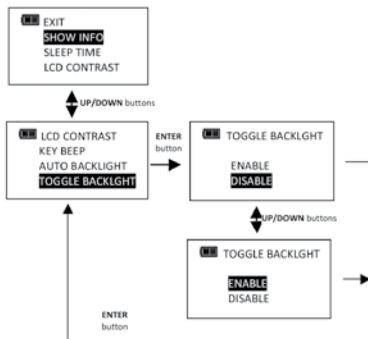 EXIT
SHOW INFO
SLEEP TIME
LCD CONTRAST
UP/DOWN buttons
LCD CONTRAST
KEY BEEP
AUTO BACKLIGHT
TOGGLE BACKLGHT
ENTER
button
TOGGLE BACKLGHT
ENABLE
DISABLE
UP/DOWN buttons
TOGGLE BACKLGHT
ENABLE
DISABLE
ENTER
button